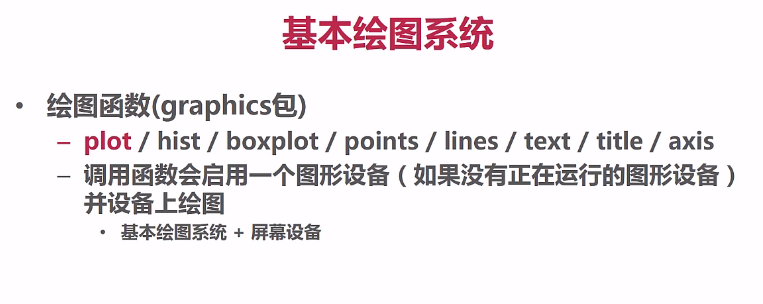 基本绘图系统
• 绘图函数(graphics包)
– plot / hist / boxplot / points / lines / text / title / axis
– 调用函数会启用一个图形设备（如果没有正在运行的图形设备）
并设备上绘图
• 基本绘图系统 + 屏幕设备